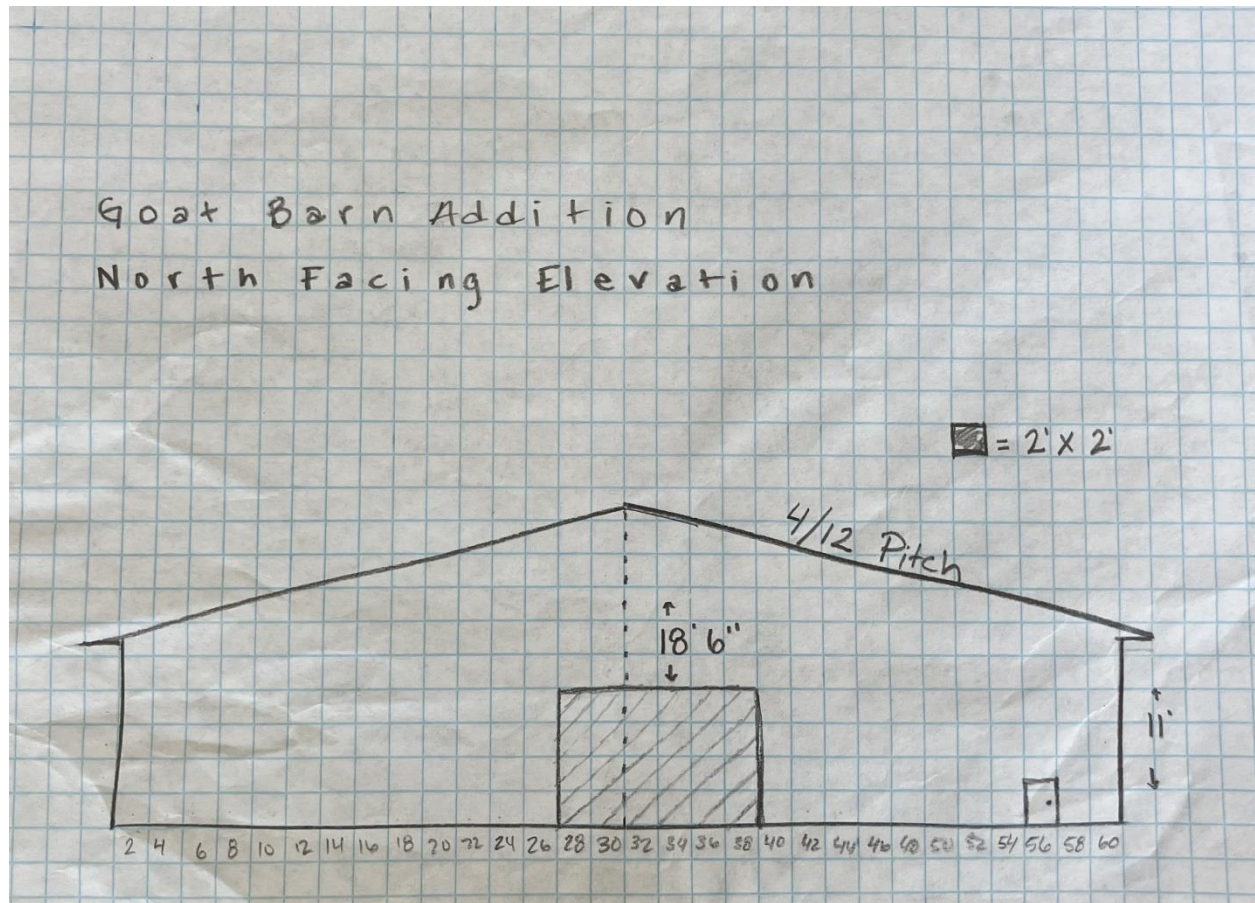 Goat Barn Addition
North Facing Elevation
= 2' X 2'
4/12 Pitch
18' 6"
11'
2 4 6 8 10 12 14 16 18 20 22 24 26 28 30 32 34 36 38 40 42 44 46 48 50 52 54 56 58 60